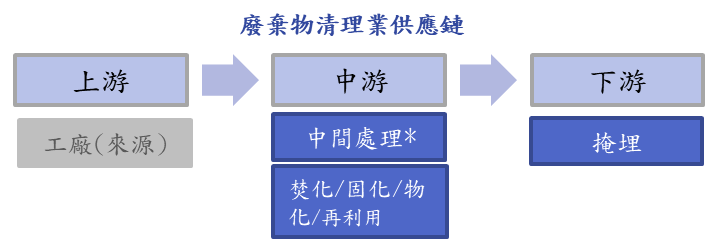 廢棄物清理業供應鏈
上游
中游
下游
工廠(來源)
中間處理*
掩埋
焚化/固化/物
化/再利用